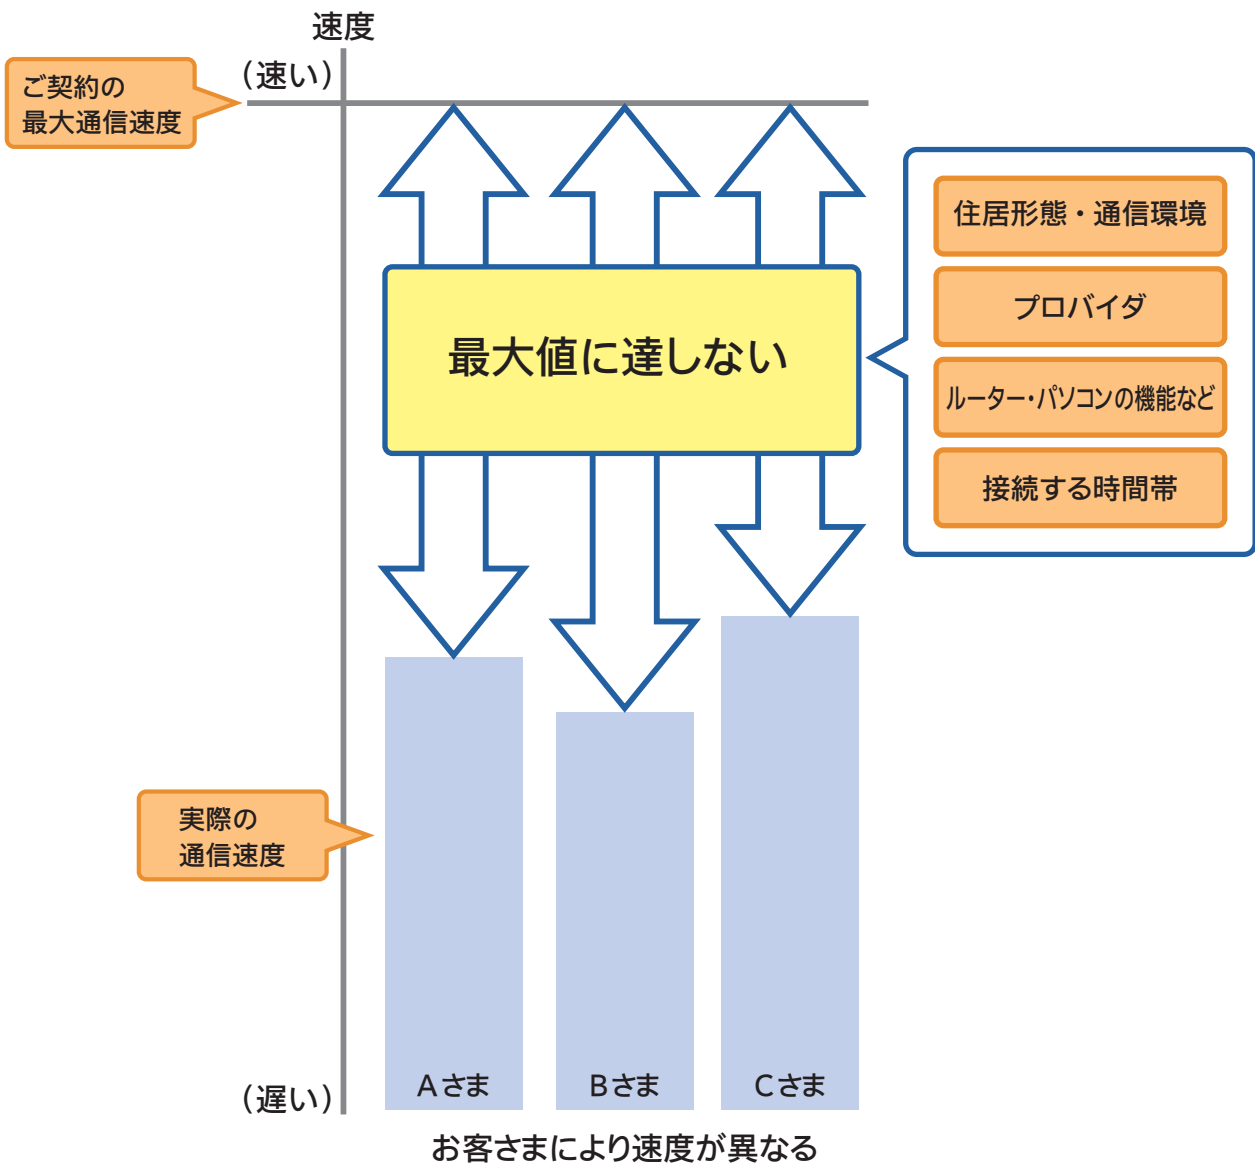 速度
（速い）
ご契約の
最大通信速度
住居形態・通信環境
プロバイダ
ルーター・パソコンの機能など
接続する時間帯
最大値に達しない
実際の
通信速度
Aさま
Bさま
Cさま
（遅い）
お客さまにより速度が異なる